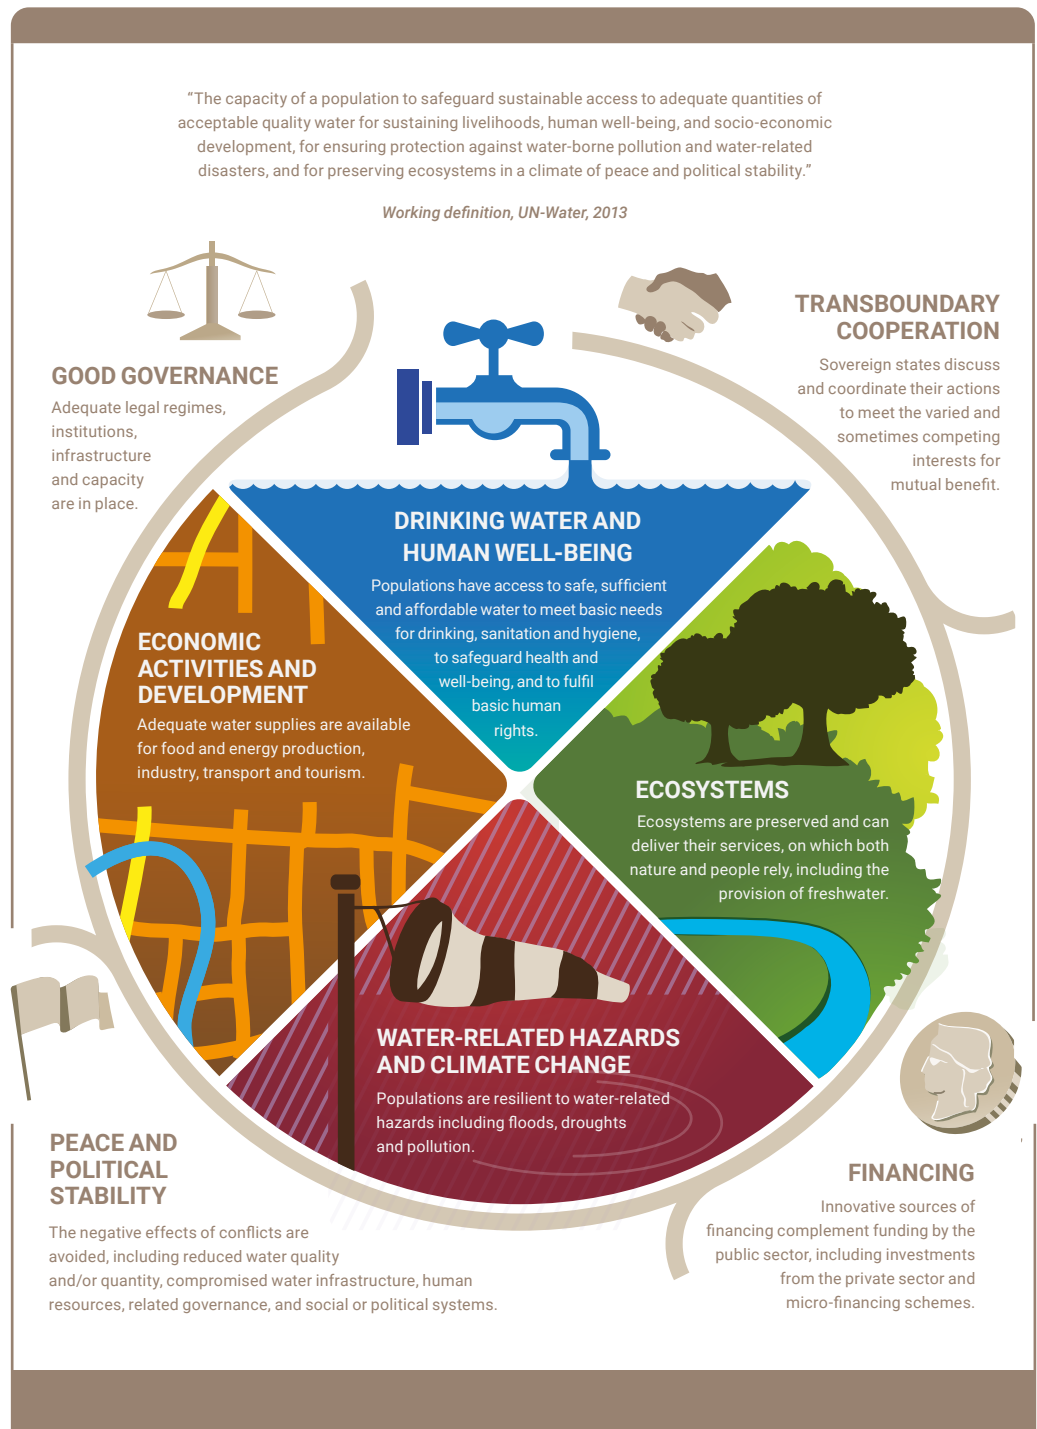 “The capacity of a population to safeguard sustainable access to adequate quantities of
acceptable quality water for sustaining livelihoods, human well-being, and socio-economic
development, for ensuring protection against water-borne pollution and water-related
disasters, and for preserving ecosystems in a climate of peace and political stability.”
Working definition, UN-Water, 2013
GOOD GOVERNANCE
Adequate legal regimes,
institutions,
infrastructure
and capacity
are in place.
TRANSBOUNDARY
COOPERATION
Sovereign states discuss
and coordinate their actions
to meet the varied and
sometimes competing
interests for
mutual benefit.
DRINKING WATER AND
HUMAN WELL-BEING
Populations have access to safe, sufficient
and affordable water to meet basic needs
for drinking, sanitation and hygiene,
to safeguard health and
well-being, and to fulfil
basic human
rights.
ECONOMIC
ACTIVITIES AND
DEVELOPMENT
Adequate water supplies are available
for food and energy production,
industry, transport and tourism.
ECOSYSTEMS
Ecosystems are preserved and can
deliver their services, on which both
nature and people rely, including the
provision of freshwater.
WATER-RELATED HAZARDS
AND CLIMATE CHANGE
Populations are resilient to water-related
hazards including floods, droughts
and pollution.
PEACE AND
POLITICAL
STABILITY
The negative effects of conflicts are
avoided, including reduced water quality
and/or quantity, compromised water infrastructure, human
resources, related governance, and social or political systems.
FINANCING
Innovative sources of
financing complement funding by the
public sector, including investments
from the private sector and
micro-financing schemes.